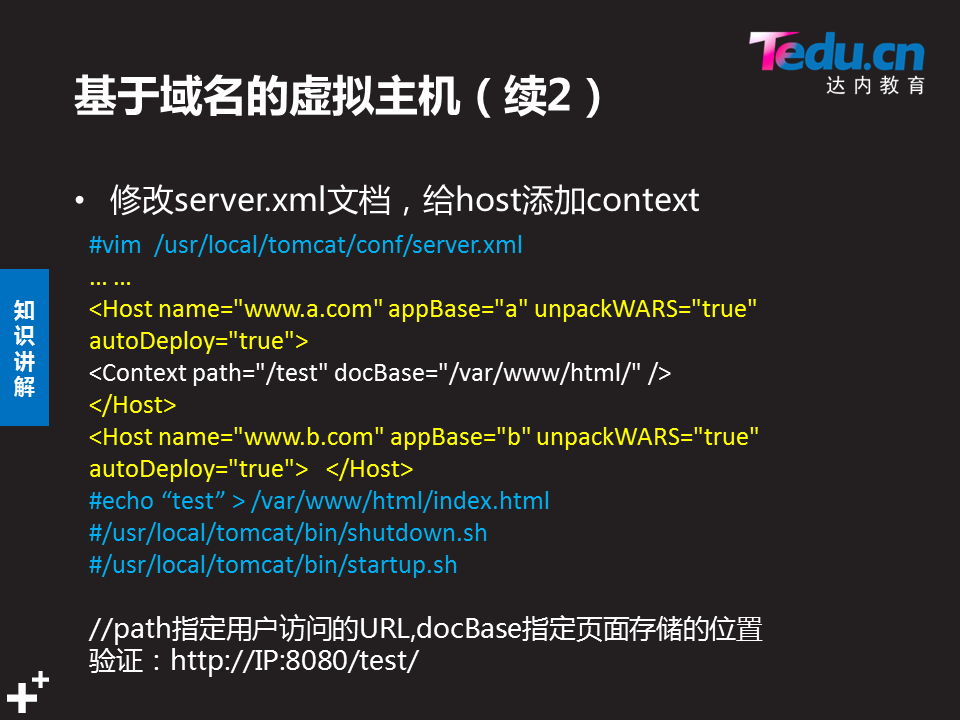 Tedu.cn
达内教育
基于域名的虚拟主机（续2）
• 修改server.xml文档，给host添加context
#vim /usr/local/tomcat/conf/server.xml
... ...
<Host name="www.a.com" appBase="a" unpackWARS="true"
autoDeploy="true">
<Context path="/test" docBase="/var/www/html/" />
</Host>
<Host name="www.b.com" appBase="b" unpackWARS="true"
autoDeploy="true">   </Host>
#echo “test” > /var/www/html/index.html
#/usr/local/tomcat/bin/shutdown.sh
#/usr/local/tomcat/bin/startup.sh
//path指定用户访问的URL,docBase指定页面存储的位置
验证：http://IP:8080/test/
知
识
讲
解